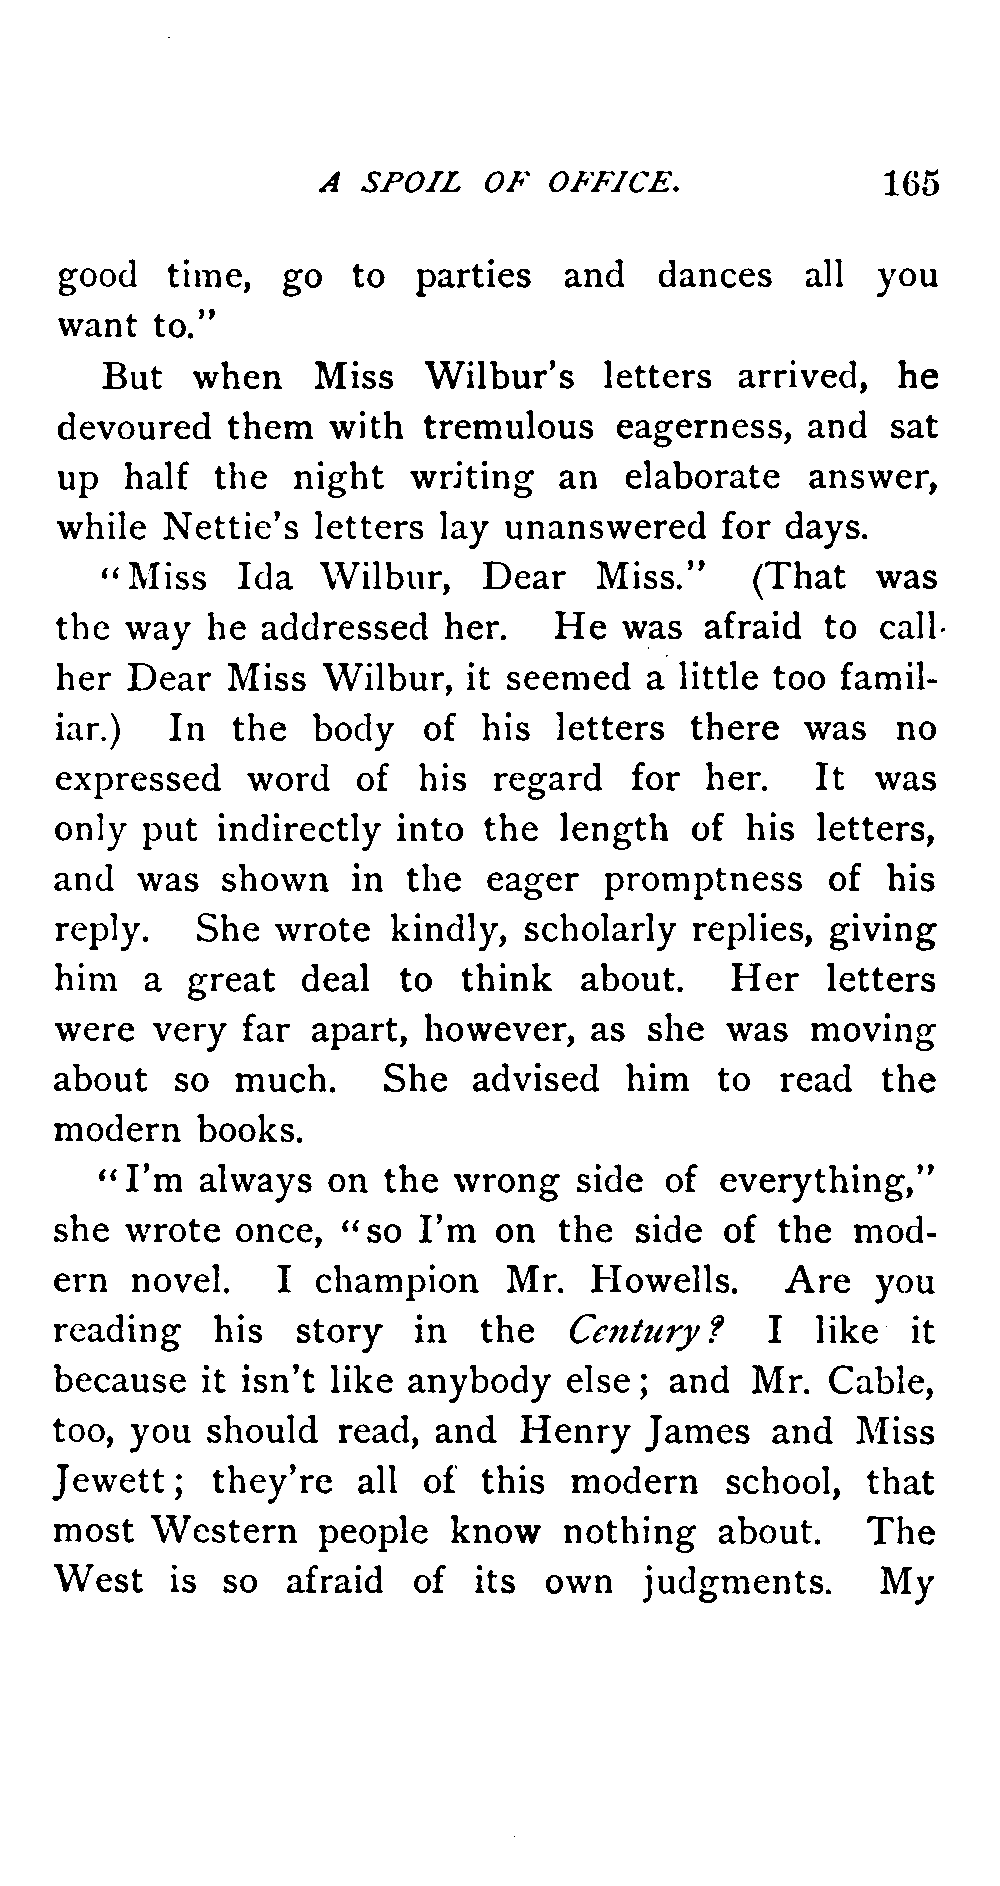 A SPOIL OF OFFICE. 165
good time, go to parties and dances all you
want to."
But when Miss Wilbur's letters arrived, he
devoured them with tremulous eagerness, and sat
up half the night writing an elaborate answer,
while Nettie's letters lay unanswered for days.
"Miss Ida Wilbur, Dear Miss." (That was
the way he addressed her. He was afraid to call
her Dear Miss Wilbur, it seemed a little too famil-
iar.) In the body of his letters there was no
expressed word of his regard for her. It was
only put indirectly into the length of his letters,
and was shown in the eager promptness of his
reply. She wrote kindly, scholarly replies, giving
him a great deal to think about. Her letters
were very far apart, however, as she was moving
about so much. She advised him to read the
modern books.
"I'm always on the wrong side of everything,"
she wrote once, "so I'm on the side of the mod-
ern novel. I champion Mr. Howells. Are you
reading his story in the Century? I like it
because it isn't like anybody else; and Mr. Cable,
too, you should read, and Henry James and Miss
Jewett; they're all of this modern school, that
most Western people know nothing about. The
West is so afraid of its own judgments. My